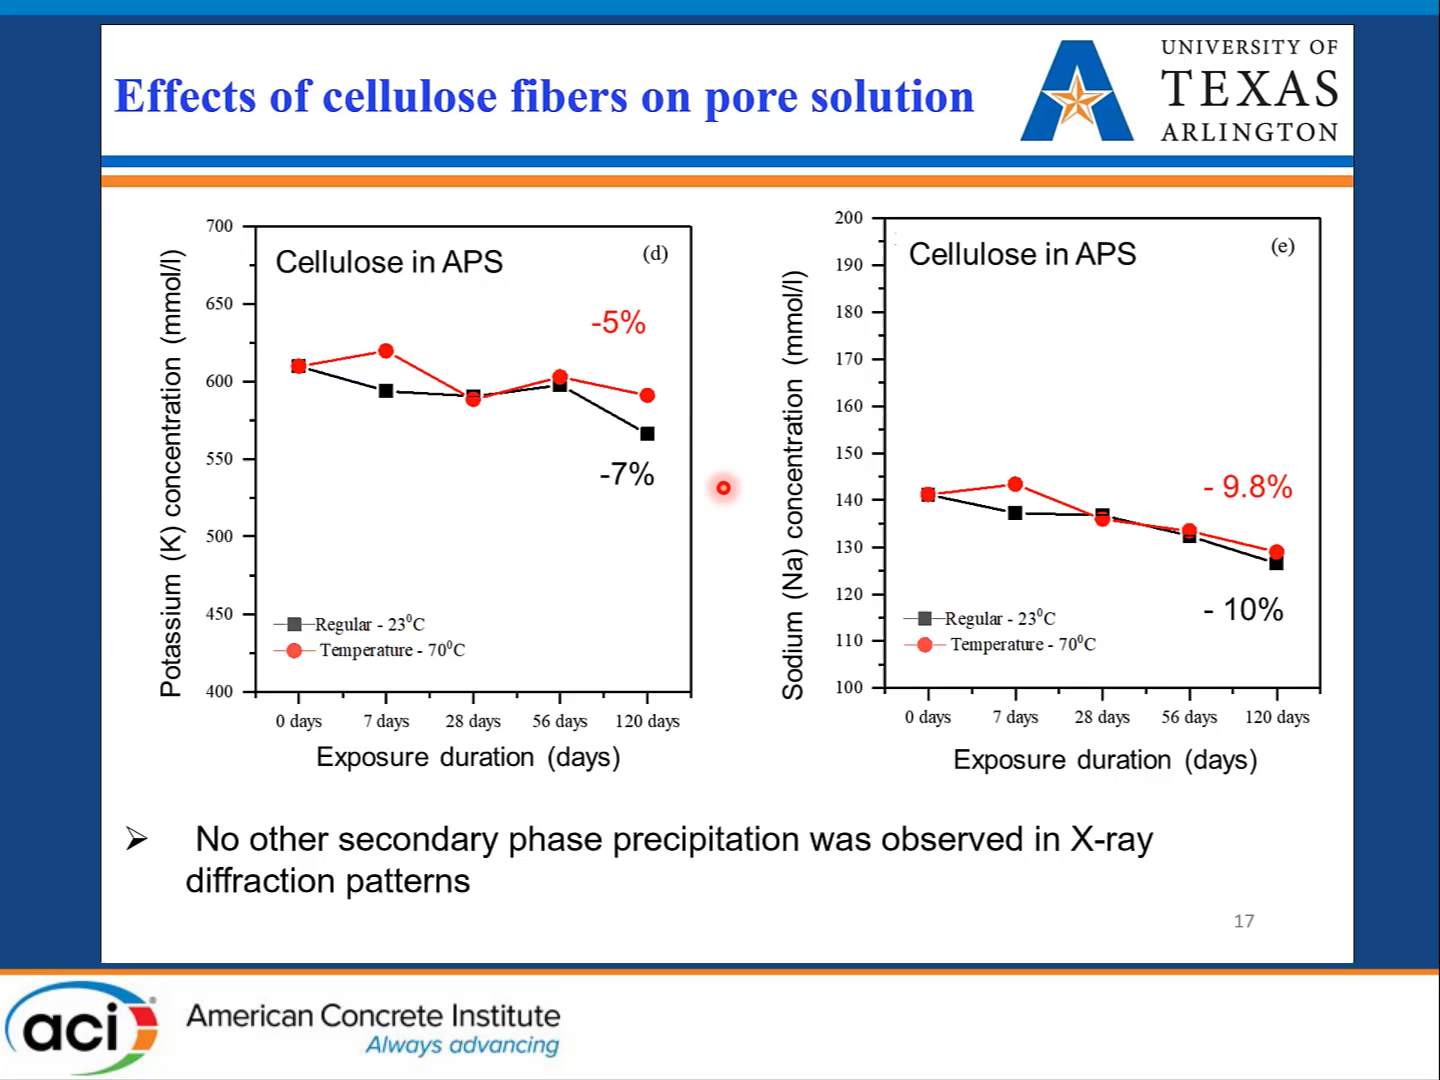 Effects of cellulose fibers on pore solution
UNIVERSITY OF
TEXAS
ARLINGTON
Potassium (K) concentration (mmol/l)
700
650
600
550
500
450
400
Cellulose in APS
(d)
-5%
-7%
Regular - 23⁰C
Temperature - 70⁰C
0 days 7 days 28 days 56 days 120 days
Exposure duration (days)
Sodium (Na) concentration (mmol/l)
200
190
180
170
160
150
140
130
120
110
100
Cellulose in APS
(e)
- 9.8%
- 10%
Regular - 23⁰C
Temperature - 70⁰C
0 days 7 days 28 days 56 days 120 days
Exposure duration (days)
➢ No other secondary phase precipitation was observed in X-ray
diffraction patterns
17
aci
American Concrete Institute
Always advancing